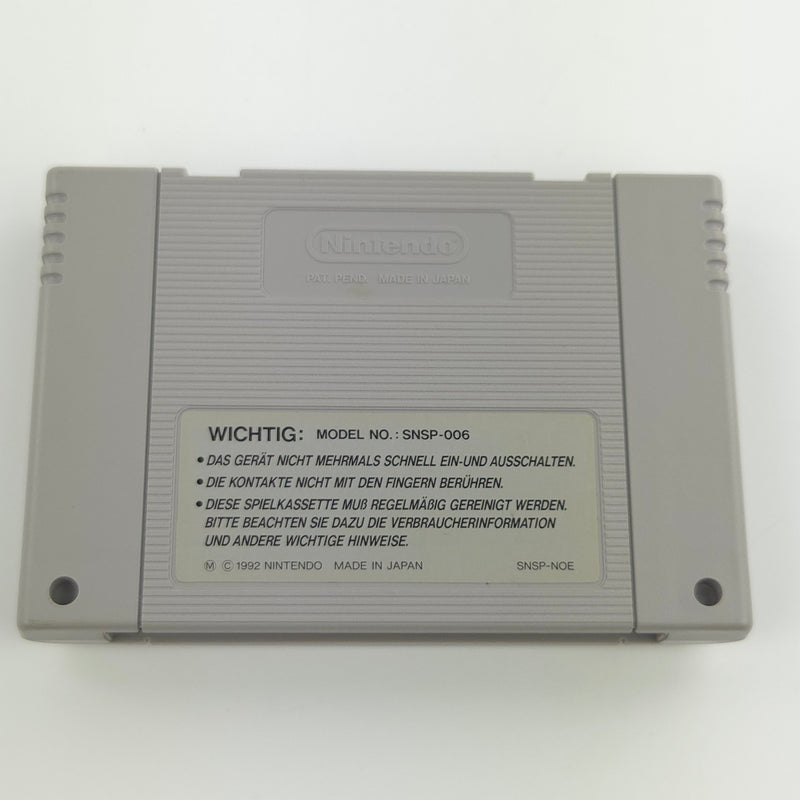 Nintendo
PAT. PEND. MADE IN JAPAN
WICHTIG: MODEL NO.: SNSP-006
• DAS GERÄT NICHT MEHRMALS SCHNELL EIN-UND AUSSCHALTEN.
• DIE KONTAKTE NICHT MIT DEN FINGERN BERÜHREN.
• DIESE SPIELKASSETTE MUß REGELMÄßIG GEREINIGT WERDEN.
BITTE BEACHTEN SIE DAZU DIE VERBRAUCHERINFORMATION
UND ANDERE WICHTIGE HINWEISE.
Ⓜ © 1992 NINTENDO MADE IN JAPAN SNSP-NOE